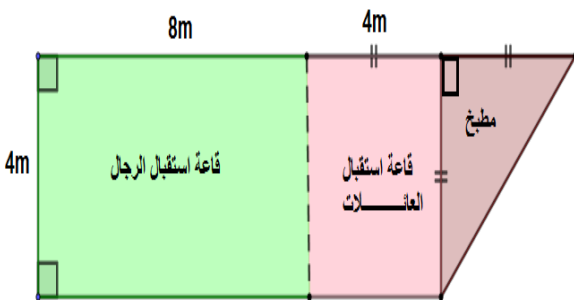 8m
4m
4m
قاعة استقبال الرجال
قاعة استقبال
العائـــــلات
مطبخ